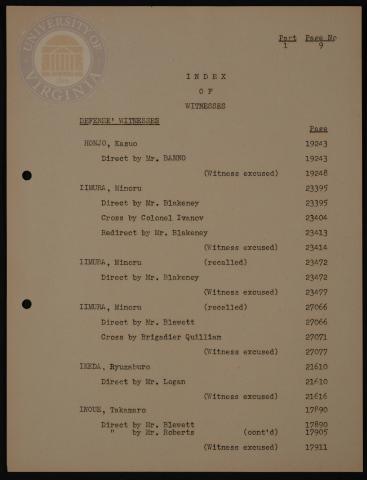 UNIVERSITY OF VIRGINIA
Part Page No
1 9
INDEX
OF
WITNESSES
DEFENSE' WITNESSES
Page
HONJO, Kazuo 19243
Direct by Mr. BANNO 19243
(Witness excused) 19248
IIMURA, Minoru 23395
Direct by Mr. Blakeney 23395
Cross by Colonel Ivanov 23404
Redirect by Mr. Blakeney 23413
(Witness excused) 23414
IIMURA, Minoru (recalled) 23472
Direct by Mr. Blakeney 23472
(Witness excused) 23477
IIMURA, Minoru (recalled) 27066
Direct by Mr. Blewett 27066
Cross by Brigadier Quilliam 27071
(Witness excused) 27077
IKEDA, Ryuzaburo 21610
Direct by Mr. Logan 21610
(Witness excused) 21616
INOUE, Takamaro 17890
Direct by Mr. Blewett 17890
" by Mr. Roberts (cont'd) 17905
(Witness excused) 17911